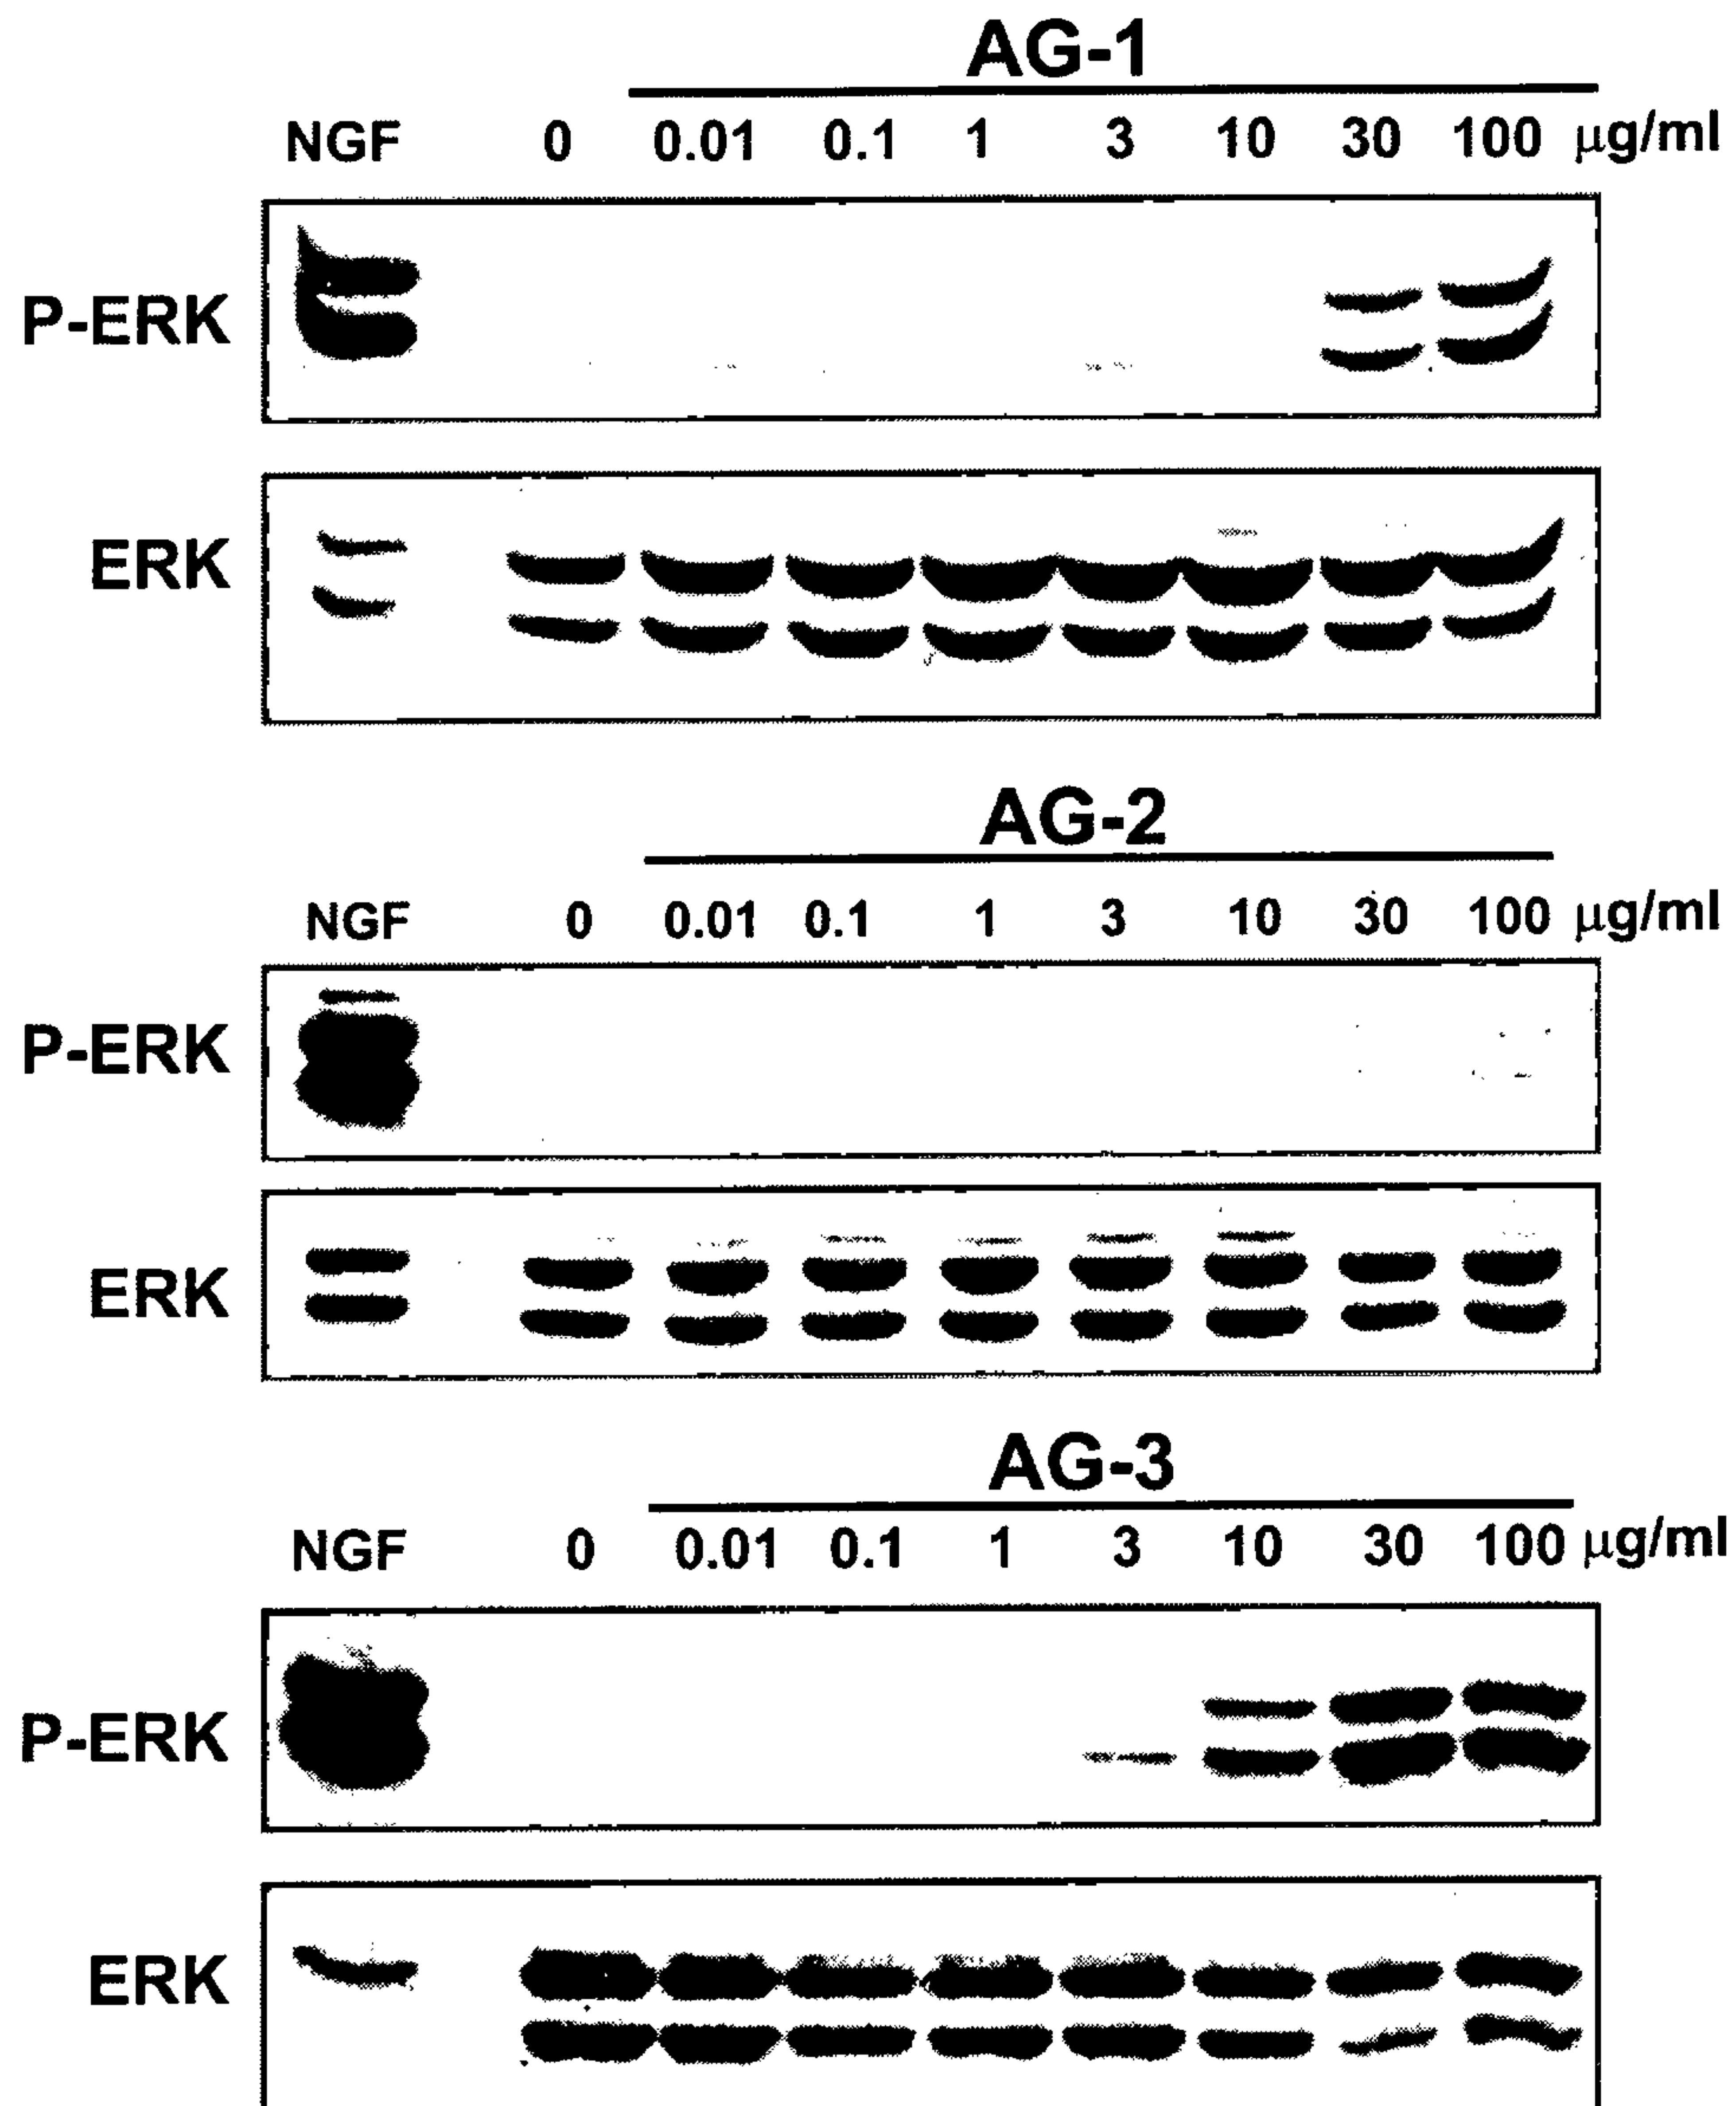 AG-1
NGF 0 0.01 0.1 1 3 10 30 100 μg/ml
P-ERK
ERK
AG-2
NGF 0 0.01 0.1 1 3 10 30 100 μg/ml
P-ERK
ERK
AG-3
NGF 0 0.01 0.1 1 3 10 30 100 μg/ml
P-ERK
ERK